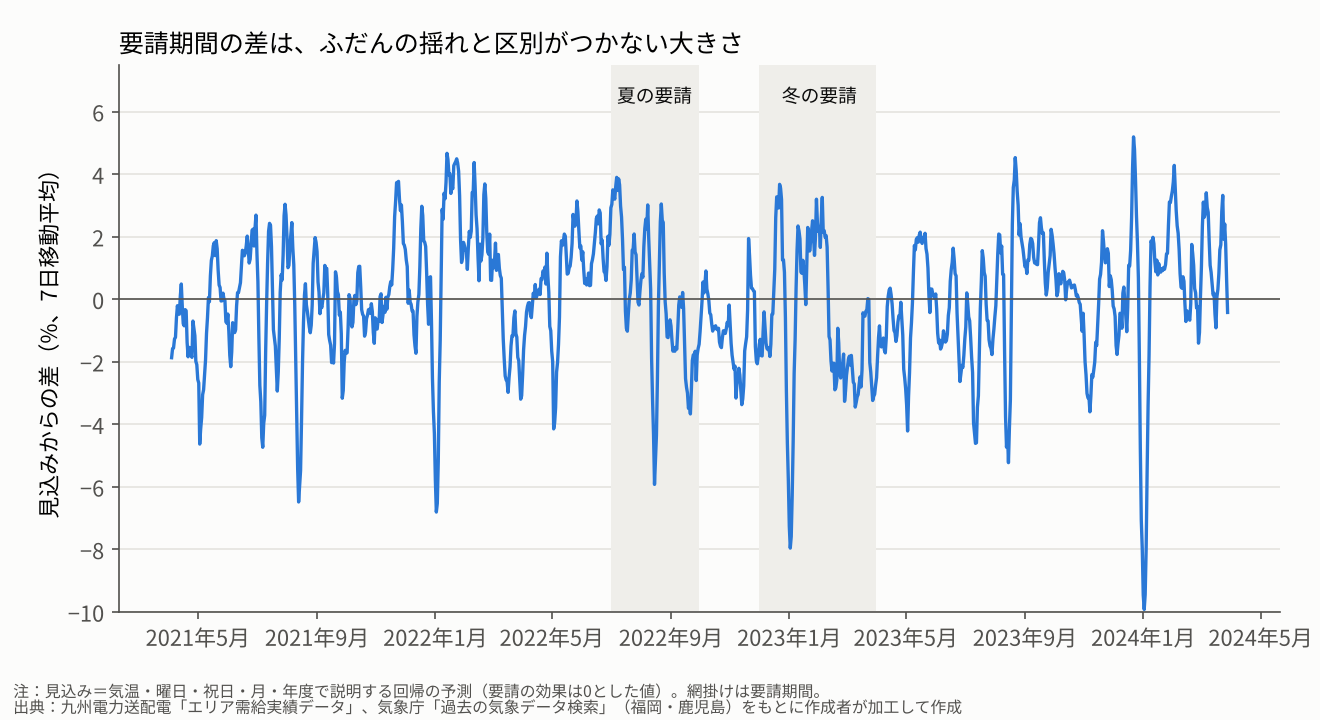 要請期間の差は、ふだんの揺れと区別がつかない大きさ
夏の要請
冬の要請
見込みからの差（%、7日移動平均）
6
4
2
0
−2
−4
−6
−8
−10
2021年5月
2021年9月
2022年1月
2022年5月
2022年9月
2023年1月
2023年5月
2023年9月
2024年1月
2024年5月
注：見込み＝気温・曜日・祝日・月・年度で説明する回帰の予測（要請の効果は0とした値）。網掛けは要請期間。
出典：九州電力送配電「エリア需給実績データ」、気象庁「過去の気象データ検索」（福岡・鹿児島）をもとに作成者が加工して作成